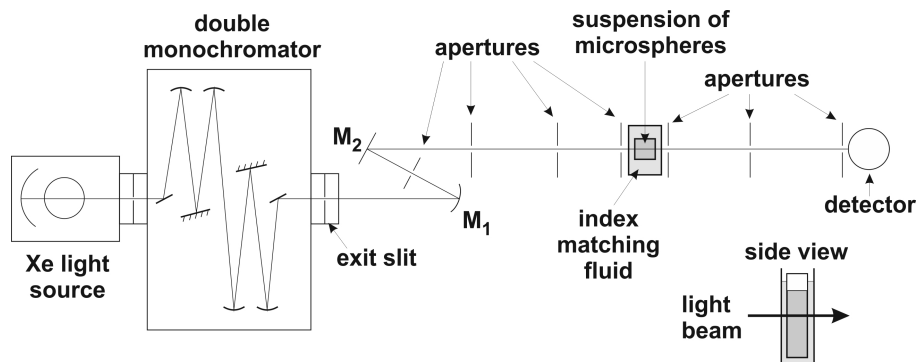 double
monochromator
apertures
suspension of
microspheres
apertures
M2
M1
exit slit
Xe light
source
index
matching
fluid
detector
side view
light
beam